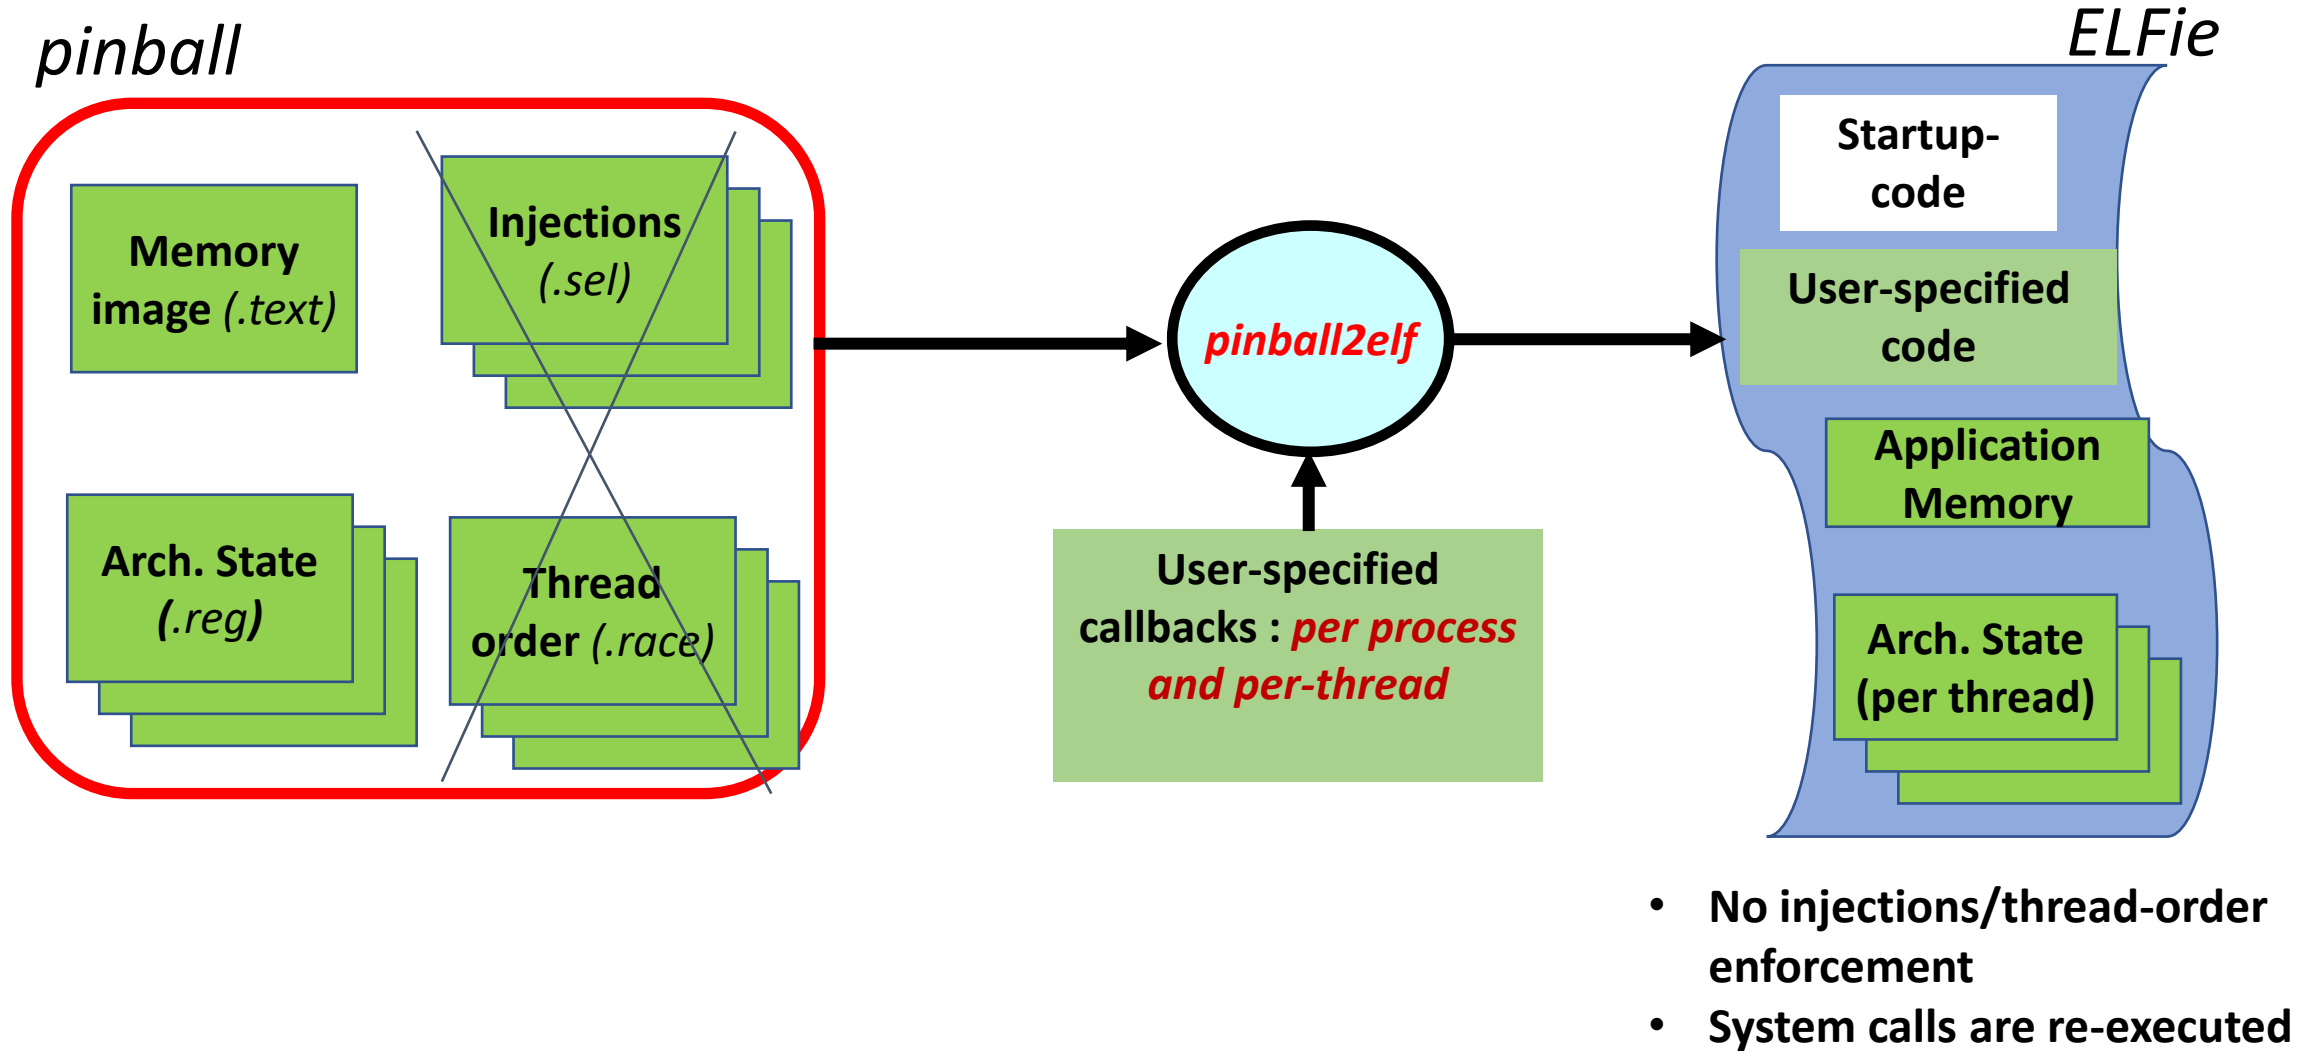 pinball
Memory
image (.text)
Injections
(.sel)
Arch. State
(.reg)
Thread
order (.race)
pinball2elf
User-specified
callbacks : per process
and per-thread
ELFie
Startup-
code
User-specified
code
Application
Memory
Arch. State
(per thread)
• No injections/thread-order
enforcement
• System calls are re-executed